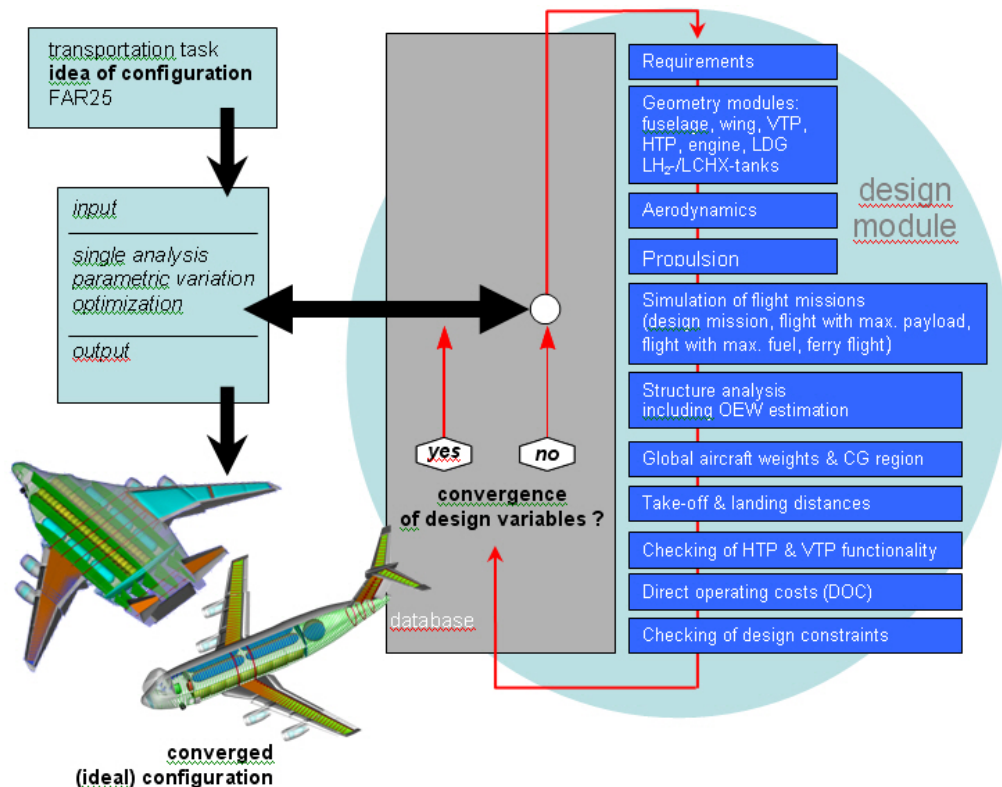 transportation task
idea of configuration
FAR25
input
single analysis
parametric variation
optimization
output
converged
(ideal) configuration
yes
no
convergence
of design variables ?
database
design
module
Requirements
Geometry modules:
fuselage, wing, VTP,
HTP, engine, LDG
LH₂-/LCHX-tanks
Aerodynamics
Propulsion
Simulation of flight missions
(design mission, flight with max. payload,
flight with max. fuel, ferry flight)
Structure analysis
including OEW estimation
Global aircraft weights & CG region
Take-off & landing distances
Checking of HTP & VTP functionality
Direct operating costs (DOC)
Checking of design constraints